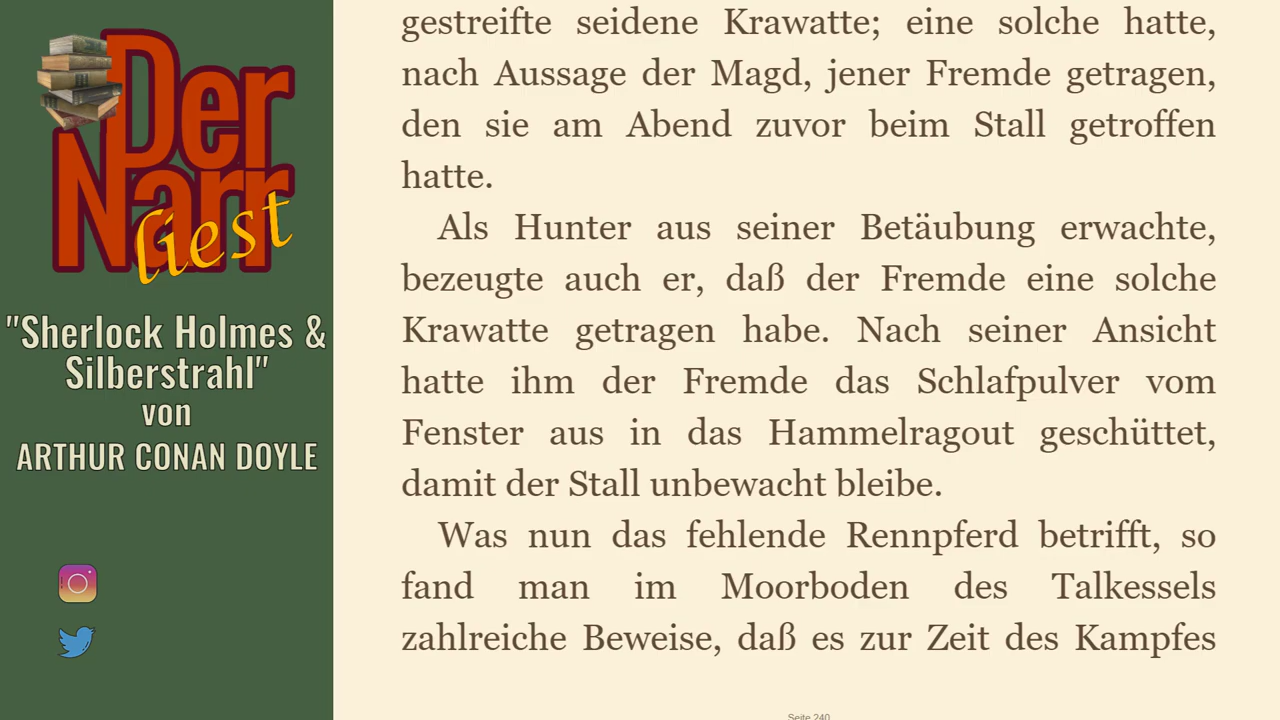 Der
Narr
liest
"Sherlock Holmes &
Silberstrahl"
von
ARTHUR CONAN DOYLE
gestreifte seidene Krawatte; eine solche hatte,
nach Aussage der Magd, jener Fremde getragen,
den sie am Abend zuvor beim Stall getroffen
hatte.
Als Hunter aus seiner Betäubung erwachte,
bezeugte auch er, daß der Fremde eine solche
Krawatte getragen habe. Nach seiner Ansicht
hatte ihm der Fremde das Schlafpulver vom
Fenster aus in das Hammelragout geschüttet,
damit der Stall unbewacht bleibe.
Was nun das fehlende Rennpferd betrifft, so
fand man im Moorboden des Talkessels
zahlreiche Beweise, daß es zur Zeit des Kampfes
Seite 240